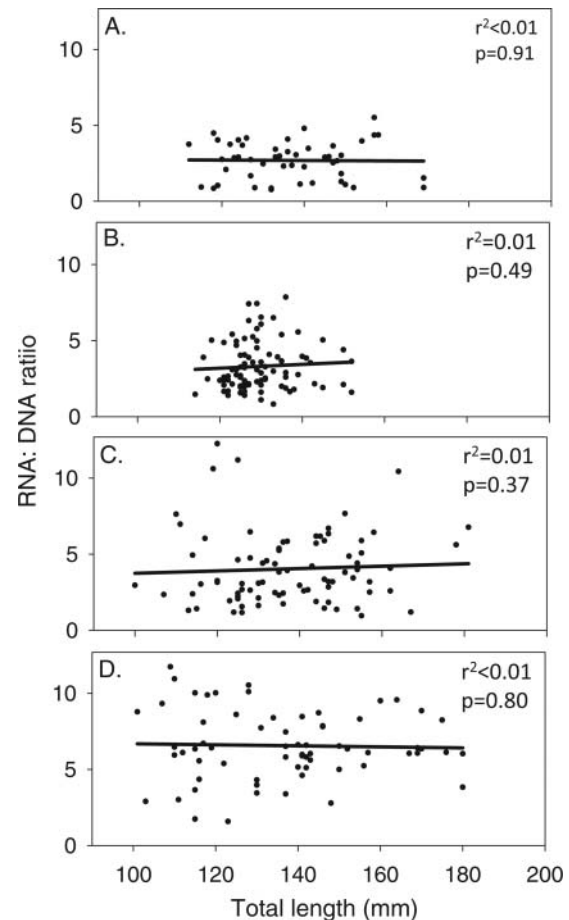 A.
r²<0.01
p=0.91
10
5
0
B.
r²=0.01
p=0.49
10
5
0
RNA: DNA ratiio
C.
r²=0.01
p=0.37
10
5
0
D.
r²<0.01
p=0.80
10
5
0
100 120 140 160 180 200
Total length (mm)